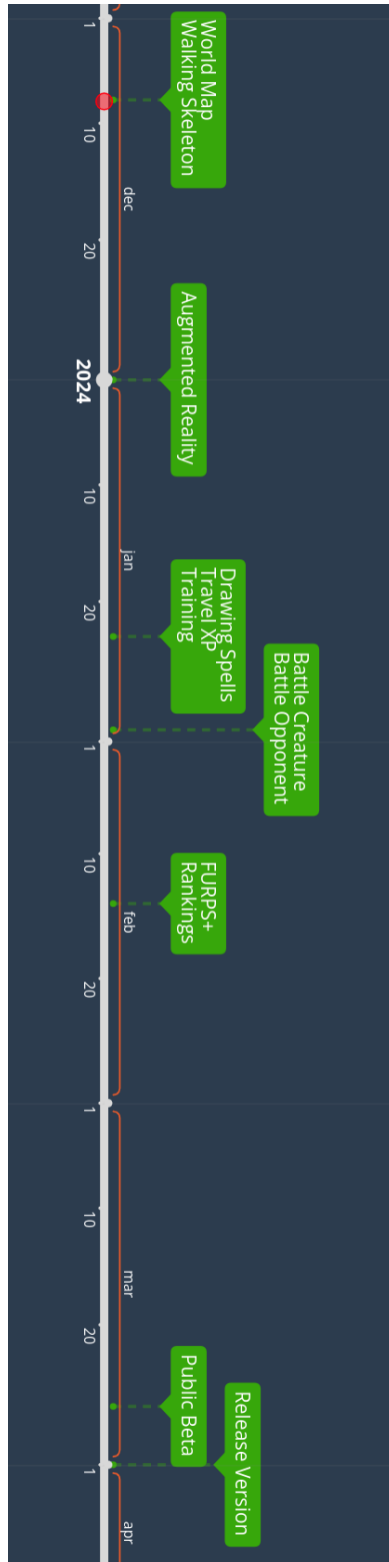 World Map
Walking Skeleton
Augmented Reality
Drawing Spells
Travel XP
Training
Battle Creature
Battle Opponent
FURPS+
Rankings
Public Beta
Release Version
1
10
dec
20
2024
10
jan
20
1
10
feb
20
1
10
mar
20
1
apr